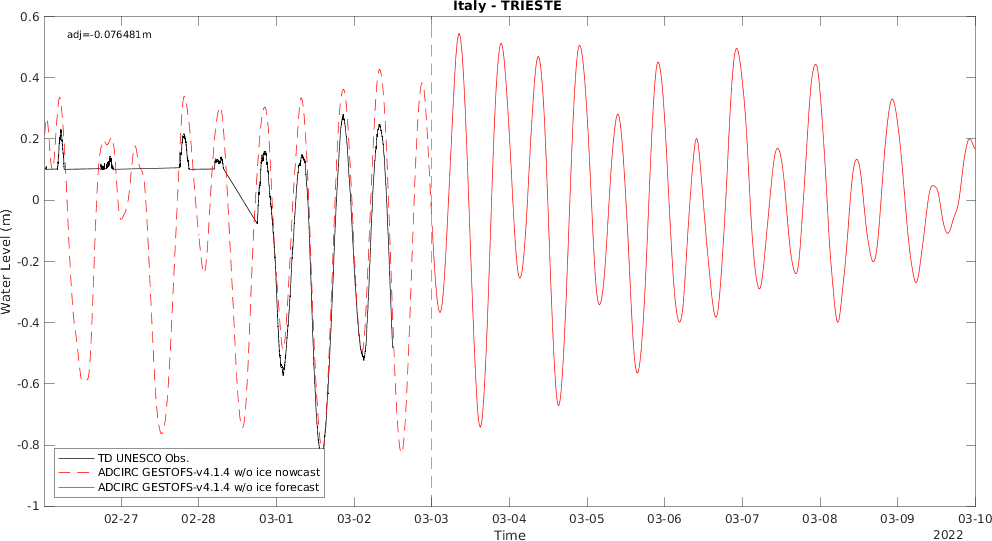 Italy - TRIESTE
adj=-0.076481m
0.6
0.4
0.2
0
-0.2
-0.4
-0.6
-0.8
-1
Water Level (m)
TD UNESCO Obs.
ADCIRC GESTOFS-v4.1.4 w/o ice nowcast
ADCIRC GESTOFS-v4.1.4 w/o ice forecast
02-27 02-28 03-01 03-02 03-03 03-04 03-05 03-06 03-07 03-08 03-09 03-10
Time
2022